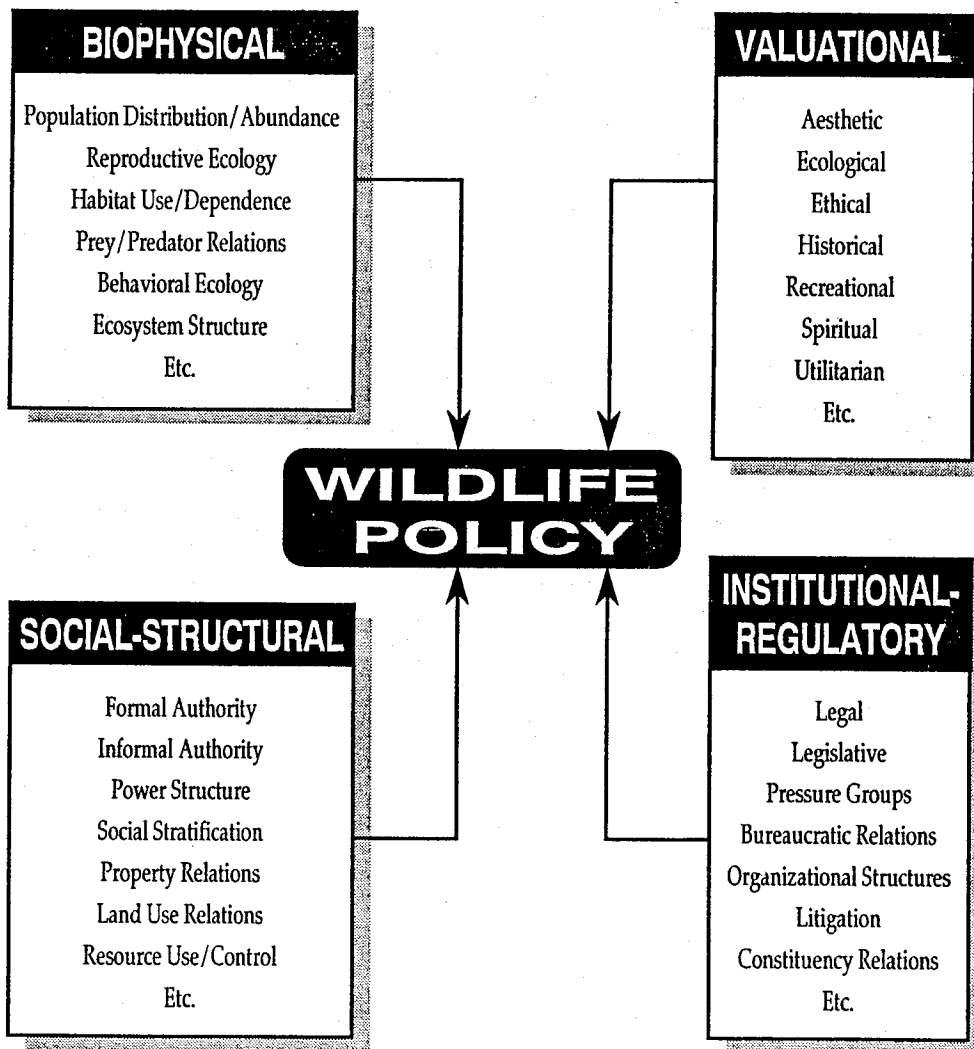 BIOPHYSICAL
Population Distribution/Abundance
Reproductive Ecology
Habitat Use/Dependence
Prey/Predator Relations
Behavioral Ecology
Ecosystem Structure
Etc.
VALUATIONAL
Aesthetic
Ecological
Ethical
Historical
Recreational
Spiritual
Utilitarian
Etc.
WILDLIFE
POLICY
SOCIAL-STRUCTURAL
Formal Authority
Informal Authority
Power Structure
Social Stratification
Property Relations
Land Use Relations
Resource Use/Control
Etc.
INSTITUTIONAL-
REGULATORY
Legal
Legislative
Pressure Groups
Bureaucratic Relations
Organizational Structures
Litigation
Constituency Relations
Etc.